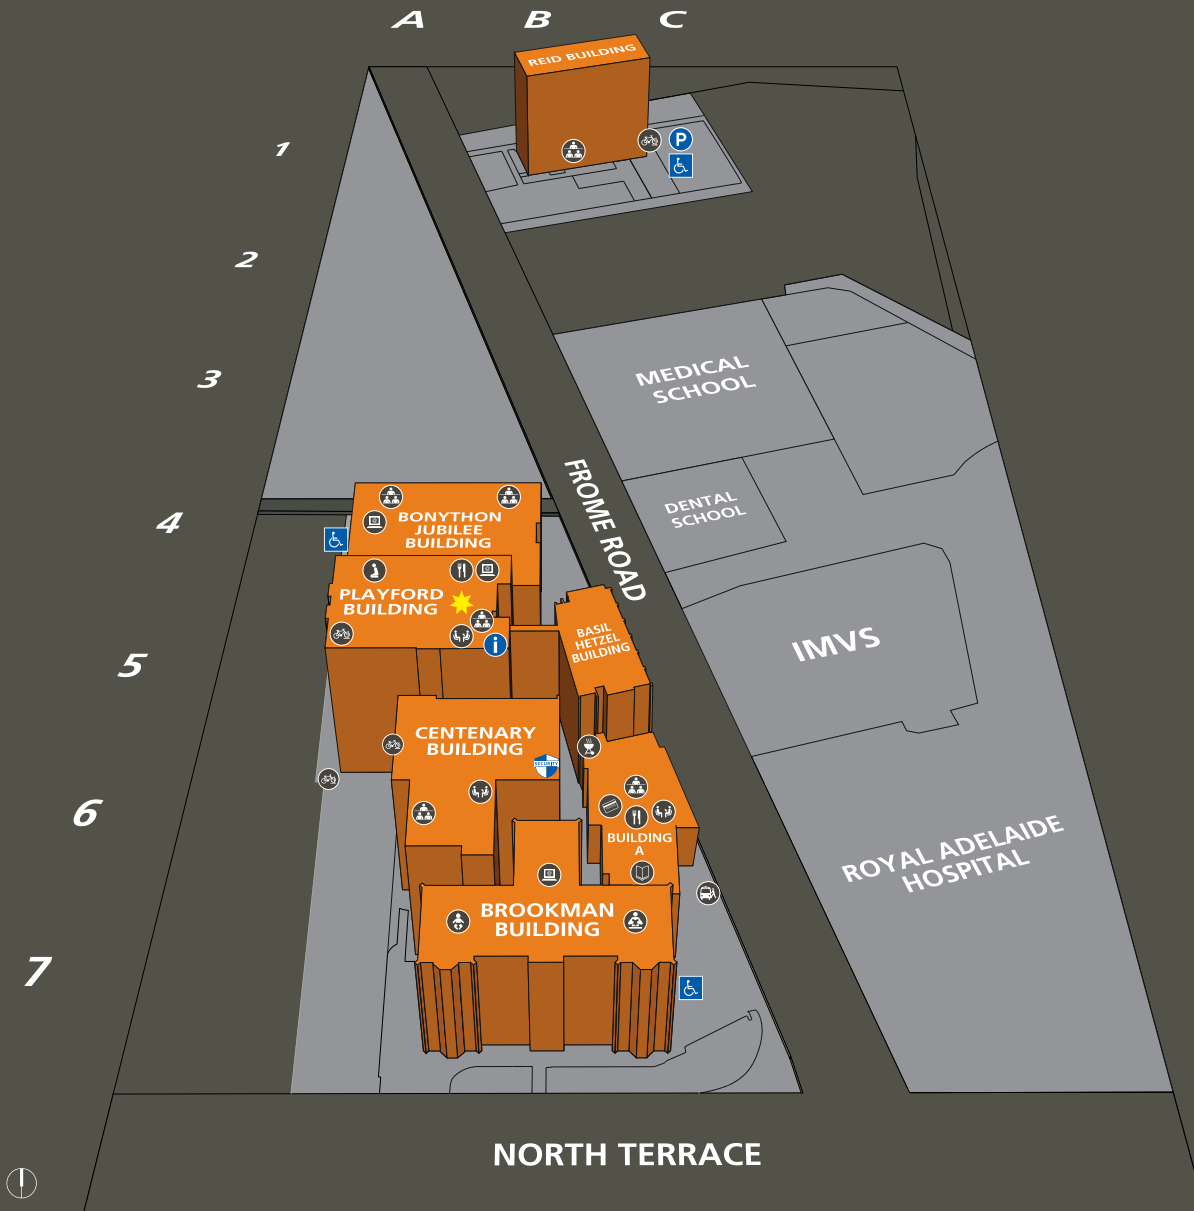 A B C
REID BUILDING
1
P
2
3
MEDICAL
SCHOOL
FROME ROAD
DENTAL
SCHOOL
4
BONYTHON
JUBILEE
BUILDING
PLAYFORD
BUILDING
i
BASIL
HETZEL
BUILDING
IMVS
5
CENTENARY
BUILDING
SECURITY
6
BUILDING
A
ROYAL ADELAIDE
HOSPITAL
BROOKMAN
BUILDING
7
NORTH TERRACE